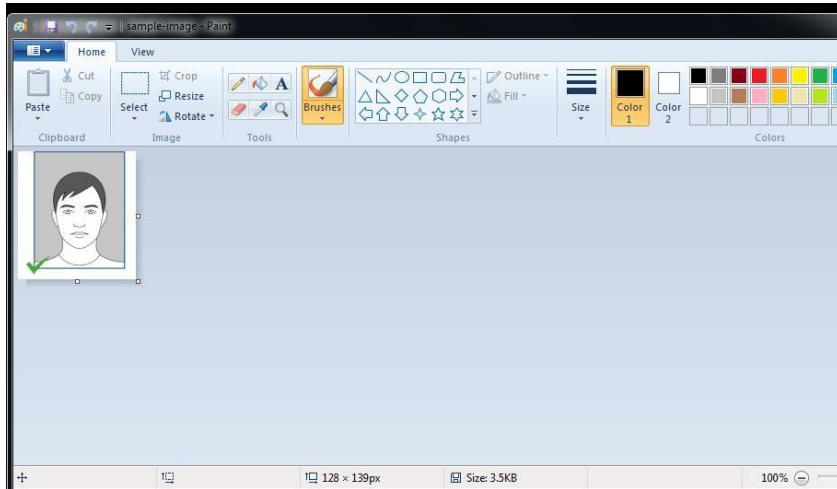 sample-image - Paint
Home View
Cut
Copy
Paste
Clipboard
Select
Crop
Resize
Rotate
Image
A
Tools
Brushes
Outline
Fill
Shapes
Size
Color 1
Color 2
Colors
128 × 139px
Size: 3.5KB
100%